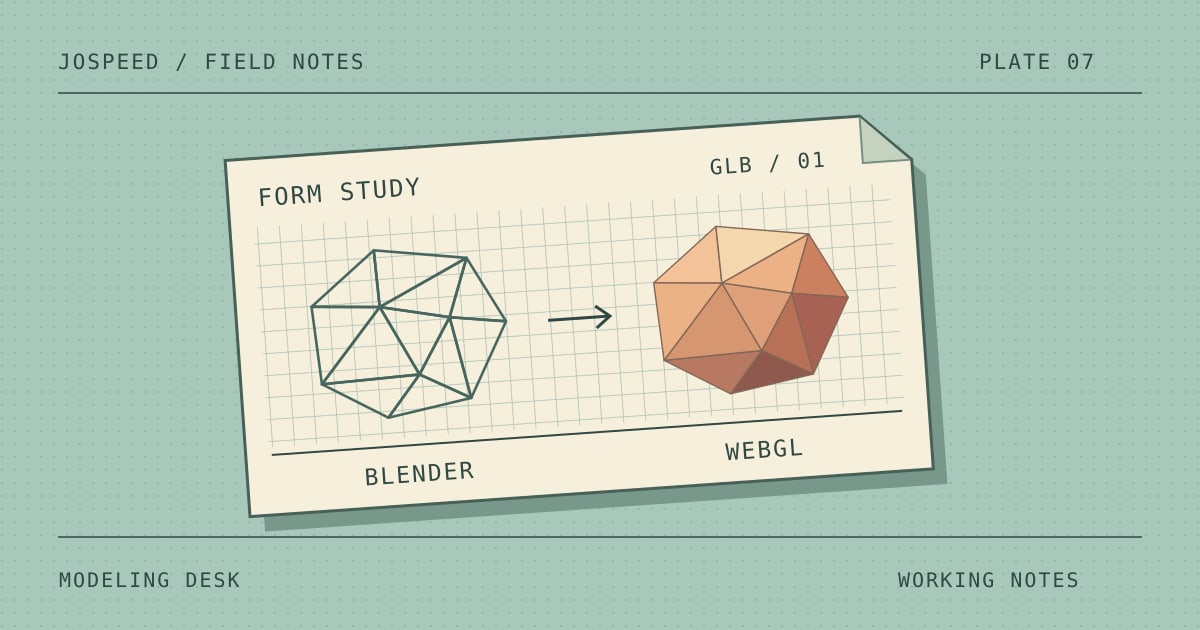 JOSPEED / FIELD NOTES
PLATE 07
FORM STUDY
GLB / 01
BLENDER
WEBGL
MODELING DESK
WORKING NOTES